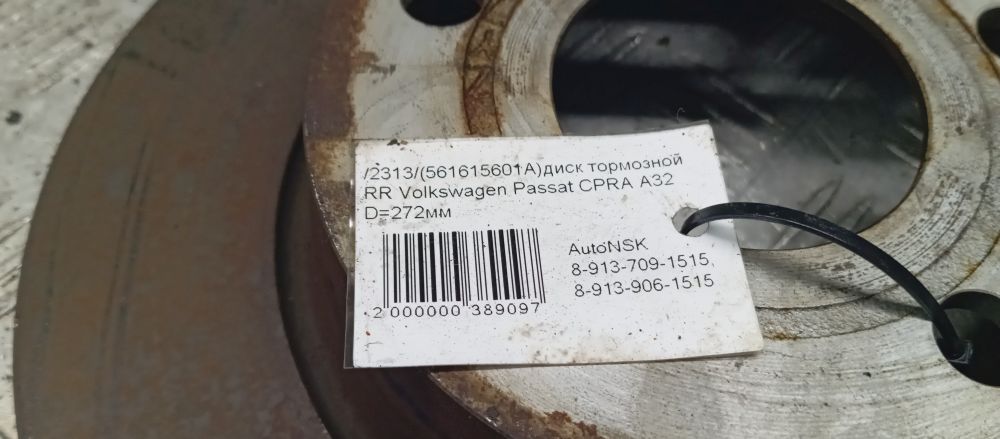 /2313/(561615601A)диск тормозной
RR Volkswagen Passat CPRA A32
D=272мм
AutoNSK
8-913-709-1515,
8-913-906-1515
2 000000 389097